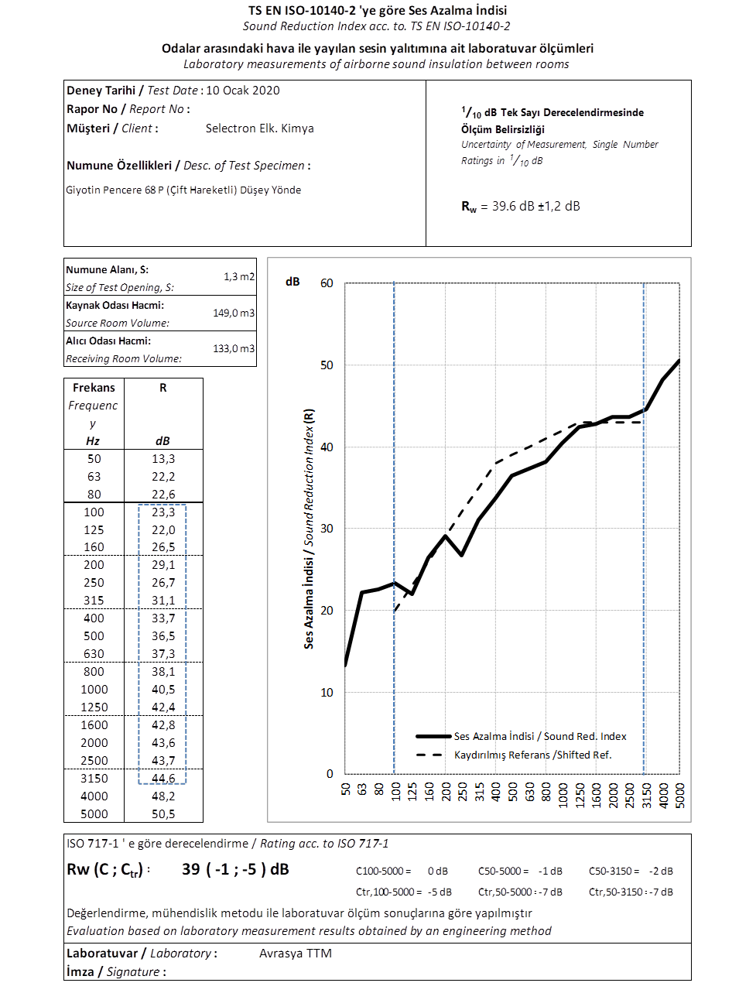 TS EN ISO-10140-2 'ye göre Ses Azalma İndisi
Sound Reduction Index acc. to. TS EN ISO-10140-2
Odalar arasındaki hava ile yayılan sesin yalıtımına ait laboratuvar ölçümleri
Laboratory measurements of airborne sound insulation between rooms
Deney Tarihi / Test Date : 10 Ocak 2020
Rapor No / Report No :
Müşteri / Client : Selectron Elk. Kimya
Numune Özellikleri / Desc. of Test Specimen :
Giyotin Pencere 68 P (Çift Hareketli) Düşey Yönde
1/10 dB Tek Sayı Derecelendirmesinde
Ölçüm Belirsizliği
Uncertainty of Measurement, Single Number
Ratings in 1/10 dB
Rw = 39.6 dB ±1,2 dB
Numune Alanı, S:
Size of Test Opening, S:
1,3 m2
Kaynak Odası Hacmi:
Source Room Volume:
149,0 m3
Alıcı Odası Hacmi:
Receiving Room Volume:
133,0 m3
Frekans R
Frequenc
y
Hz dB
50 13,3
63 22,2
80 22,6
100 23,3
125 22,0
160 26,5
200 29,1
250 26,7
315 31,1
400 33,7
500 36,5
630 37,3
800 38,1
1000 40,5
1250 42,4
1600 42,8
2000 43,6
2500 43,7
3150 44,6
4000 48,2
5000 50,5
dB
60
50
40
30
20
10
0
Ses Azalma İndisi / Sound Reduction Index (R)
Ses Azalma İndisi / Sound Red. Index
Kaydırılmış Referans /Shifted Ref.
50 63 80 100 125 160 200 250 315 400 500 630 800 1000 1250 1600 2000 2500 3150 4000 5000
ISO 717-1 ' e göre derecelendirme / Rating acc. to ISO 717-1
Rw (C ; Ctr) : 39 ( -1 ; -5 ) dB
C100-5000 = 0 dB C50-5000 = -1 dB C50-3150 = -2 dB
Ctr,100-5000 = -5 dB Ctr,50-5000 = -7 dB Ctr,50-3150 = -7 dB
Değerlendirme, mühendislik metodu ile laboratuvar ölçüm sonuçlarına göre yapılmıştır
Evaluation based on laboratory measurement results obtained by an engineering method
Laboratuvar / Laboratory : Avrasya TTM
İmza / Signature :